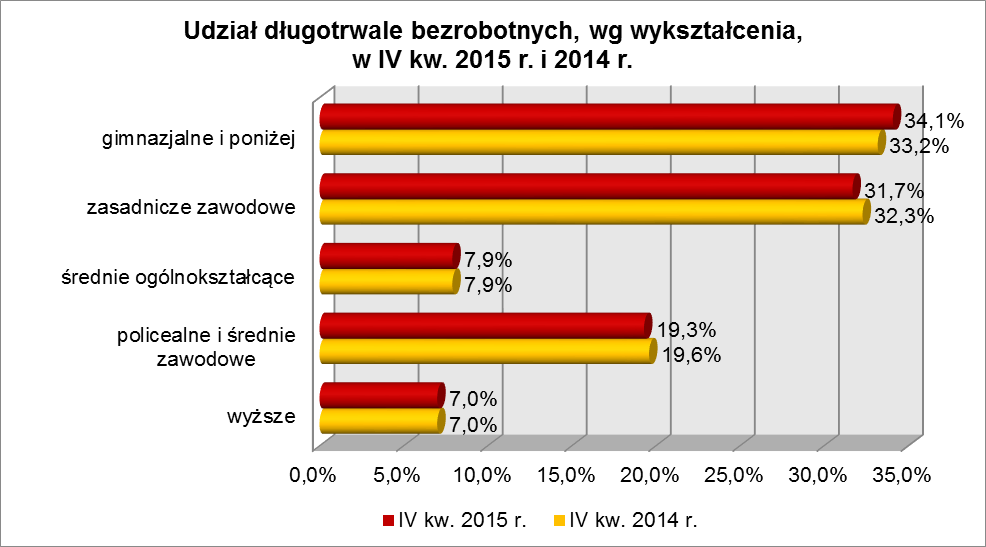 Udział długotrwale bezrobotnych, wg wykształcenia,
w IV kw. 2015 r. i 2014 r.
gimnazjalne i poniżej
34,1%
33,2%
zasadnicze zawodowe
31,7%
32,3%
średnie ogólnokształcące
7,9%
7,9%
policealne i średnie
zawodowe
19,3%
19,6%
wyższe
7,0%
7,0%
0,0% 5,0% 10,0% 15,0% 20,0% 25,0% 30,0% 35,0%
IV kw. 2015 r. IV kw. 2014 r.